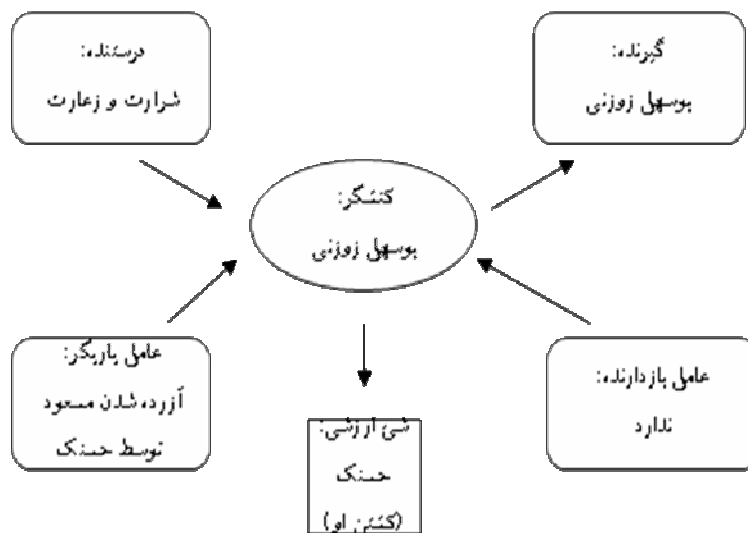 گیرنده:
بوسهل زوزنی
فرستنده:
شرارت و زعارت
کنشگر:
بوسهل زوزنی
عامل بازدارنده:
ندارد
عامل یاریگر:
آزرده شدن مسعود
توسط حسنک
شیئ ارزشی:
حسنک
(کشتن او)